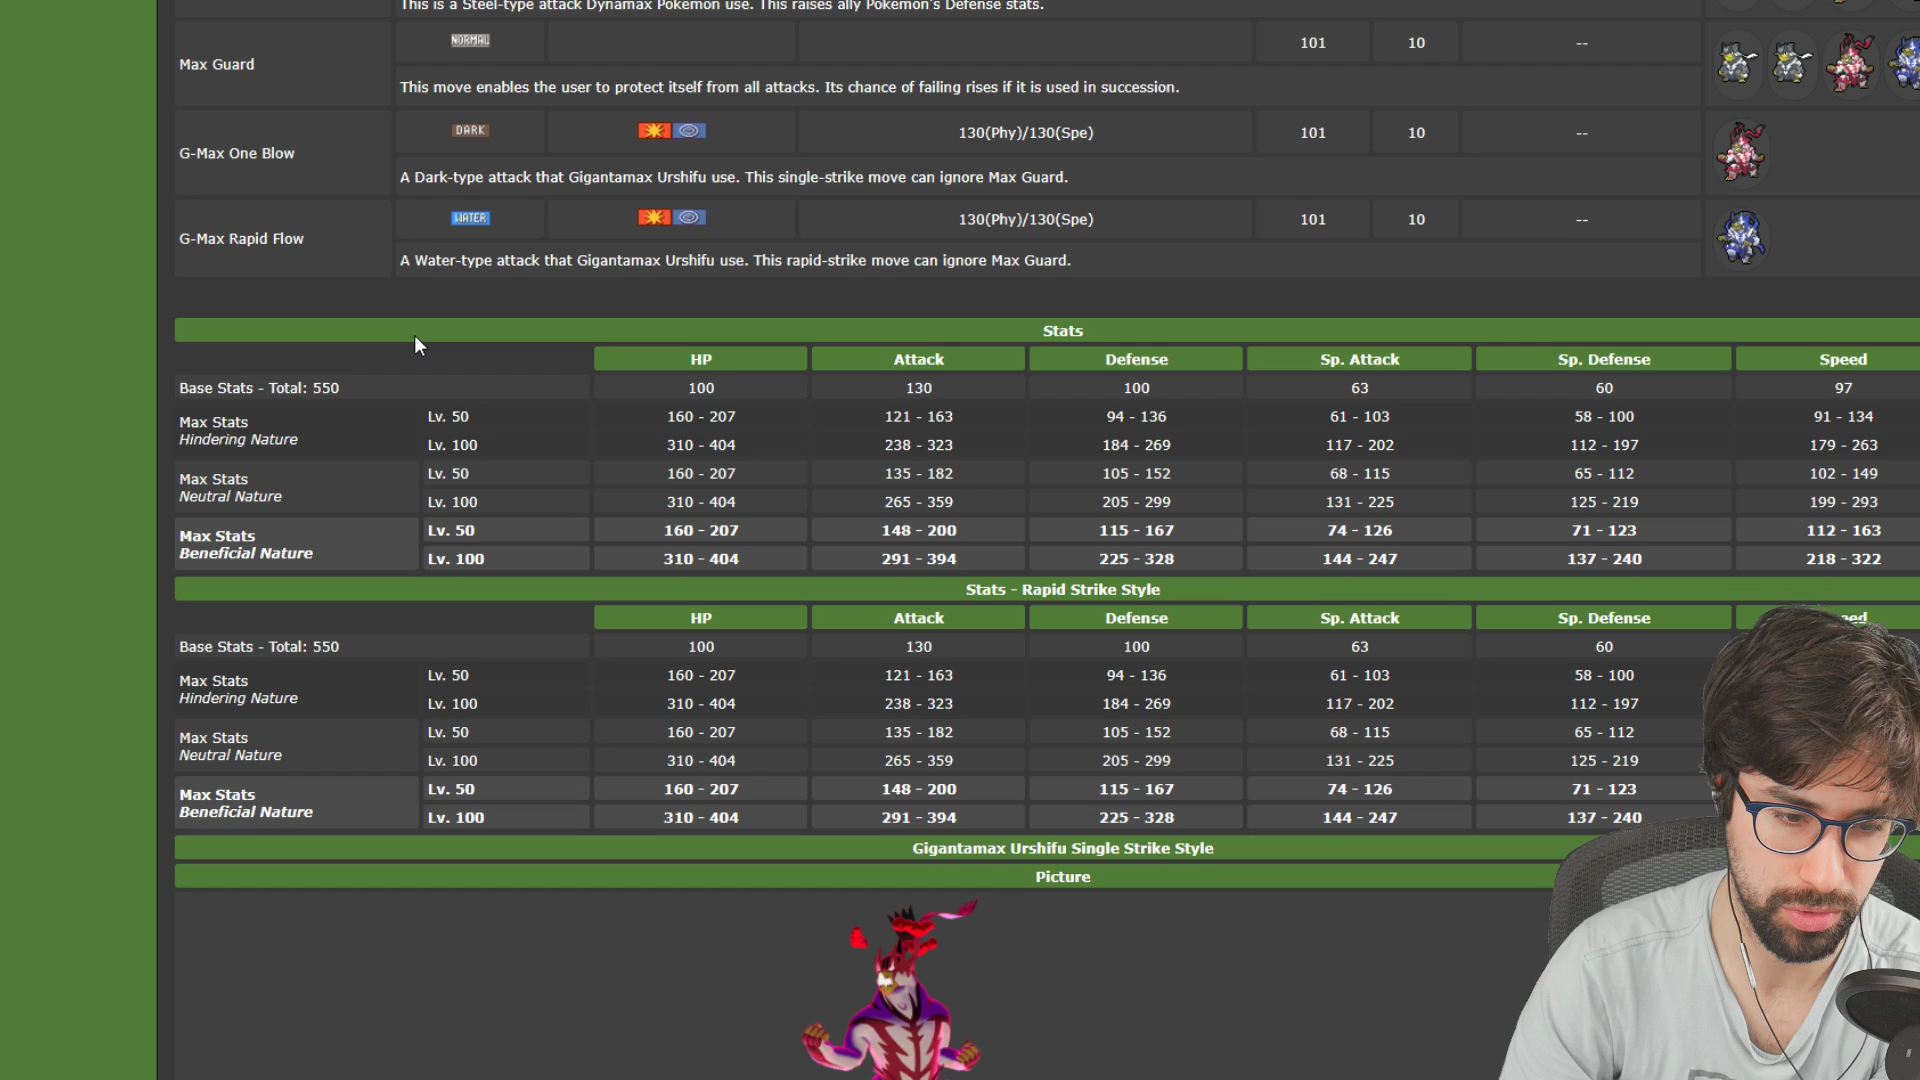 This is a Steel-type attack Dynamax Pokémon use. This raises ally Pokémon's Defense stats.
Max Guard
NORMAL
101 10 --
This move enables the user to protect itself from all attacks. Its chance of failing rises if it is used in succession.
G-Max One Blow
DARK
130(Phy)/130(Spe) 101 10 --
A Dark-type attack that Gigantamax Urshifu use. This single-strike move can ignore Max Guard.
G-Max Rapid Flow
WATER
130(Phy)/130(Spe) 101 10 --
A Water-type attack that Gigantamax Urshifu use. This rapid-strike move can ignore Max Guard.
Stats
HP Attack Defense Sp. Attack Sp. Defense Speed
Base Stats - Total: 550 100 130 100 63 60 97
Max Stats
Hindering Nature
Lv. 50 160 - 207 121 - 163 94 - 136 61 - 103 58 - 100 91 - 134
Lv. 100 310 - 404 238 - 323 184 - 269 117 - 202 112 - 197 179 - 263
Max Stats
Neutral Nature
Lv. 50 160 - 207 135 - 182 105 - 152 68 - 115 65 - 112 102 - 149
Lv. 100 310 - 404 265 - 359 205 - 299 131 - 225 125 - 219 199 - 293
Max Stats
Beneficial Nature
Lv. 50 160 - 207 148 - 200 115 - 167 74 - 126 71 - 123 112 - 163
Lv. 100 310 - 404 291 - 394 225 - 328 144 - 247 137 - 240 218 - 322
Stats - Rapid Strike Style
HP Attack Defense Sp. Attack Sp. Defense
Base Stats - Total: 550 100 130 100 63 60
Max Stats
Hindering Nature
Lv. 50 160 - 207 121 - 163 94 - 136 61 - 103 58 - 100
Lv. 100 310 - 404 238 - 323 184 - 269 117 - 202 112 - 197
Max Stats
Neutral Nature
Lv. 50 160 - 207 135 - 182 105 - 152 68 - 115 65 - 112
Lv. 100 310 - 404 265 - 359 205 - 299 131 - 225 125 - 219
Max Stats
Beneficial Nature
Lv. 50 160 - 207 148 - 200 115 - 167 74 - 126 71 - 123
Lv. 100 310 - 404 291 - 394 225 - 328 144 - 247 137 - 240
Gigantamax Urshifu Single Strike Style
Picture